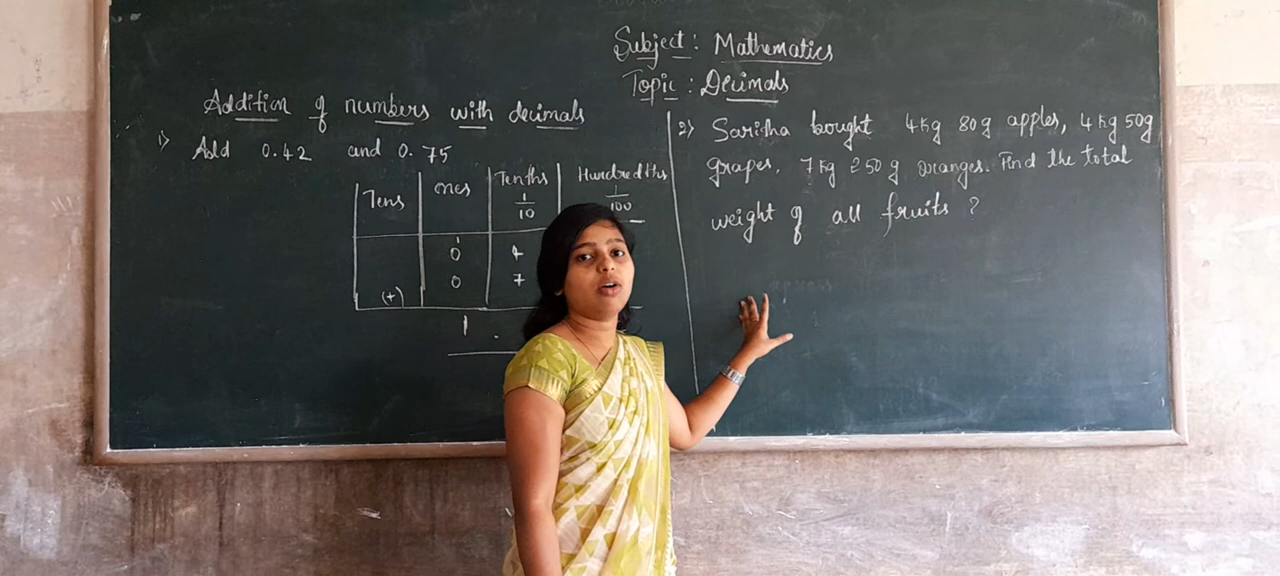 Subject: Mathematics
Topic: Decimals
Addition of numbers with decimals
1) Add 0.42 and 0.75
Tens ones Tenths Hundredths
1/10 1/100
1
0 4
(+) 0 7
1 .
2) Saritha bought 4kg 80g apples, 4kg 50g
grapes, 7kg 250g oranges. Find the total
weight of all fruits ?